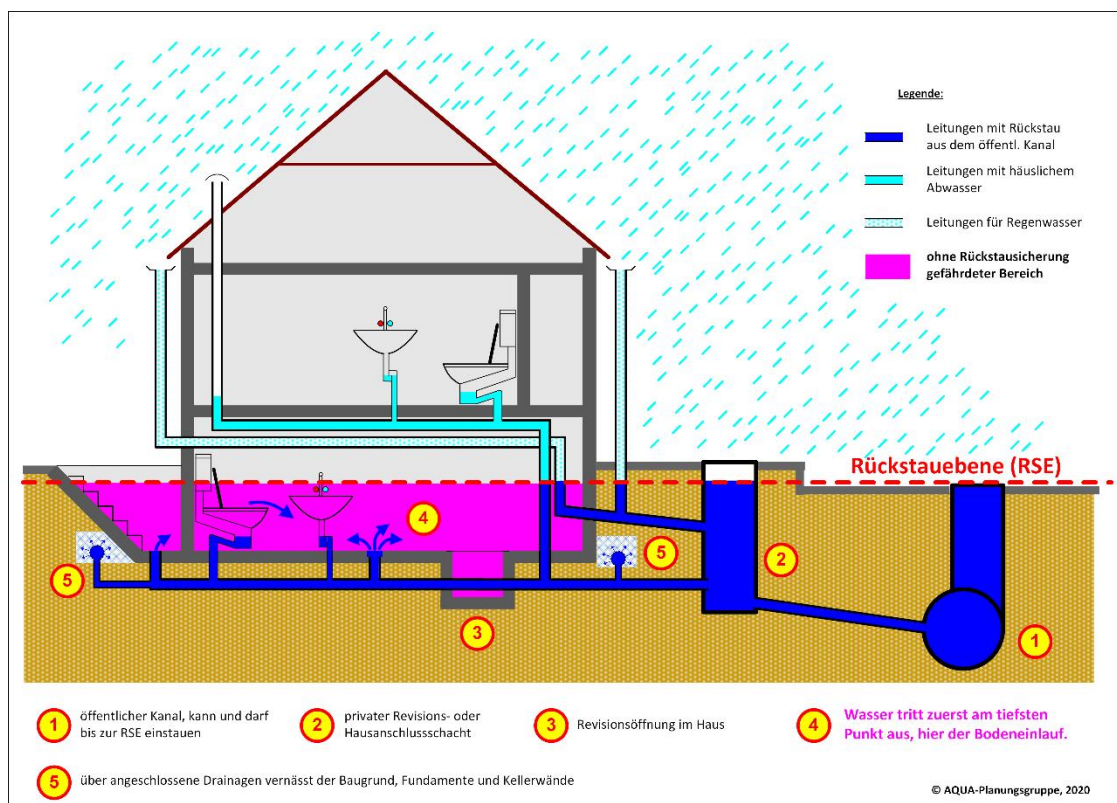 Legende:
Leitungen mit Rückstau
aus dem öffentl. Kanal
Leitungen mit häuslichem
Abwasser
Leitungen für Regenwasser
ohne Rückstausicherung
gefährdeter Bereich
Rückstauebene (RSE)
4
5
5
2
3
1
1
öffentlicher Kanal, kann und darf
bis zur RSE einstauen
2
privater Revisions- oder
Hausanschlussschacht
3
Revisionsöffnung im Haus
4
Wasser tritt zuerst am tiefsten
Punkt aus, hier der Bodeneinlauf.
5
über angeschlossene Drainagen vernässt der Baugrund, Fundamente und Kellerwände
© AQUA-Planungsgruppe, 2020